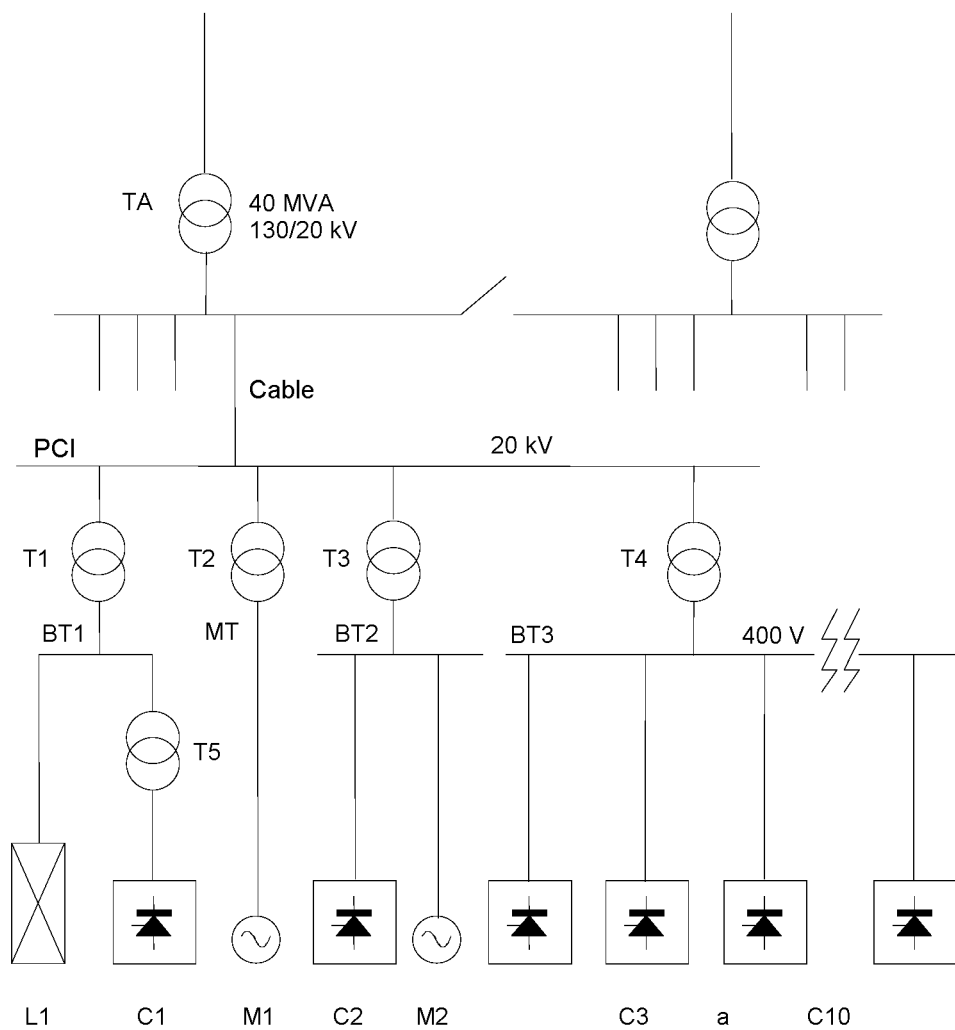 TA
40 MVA
130/20 kV
Cable
PCI
20 kV
T1
T2
T3
T4
BT1
MT
BT2
BT3
400 V
T5
L1
C1
M1
C2
M2
C3
a
C10